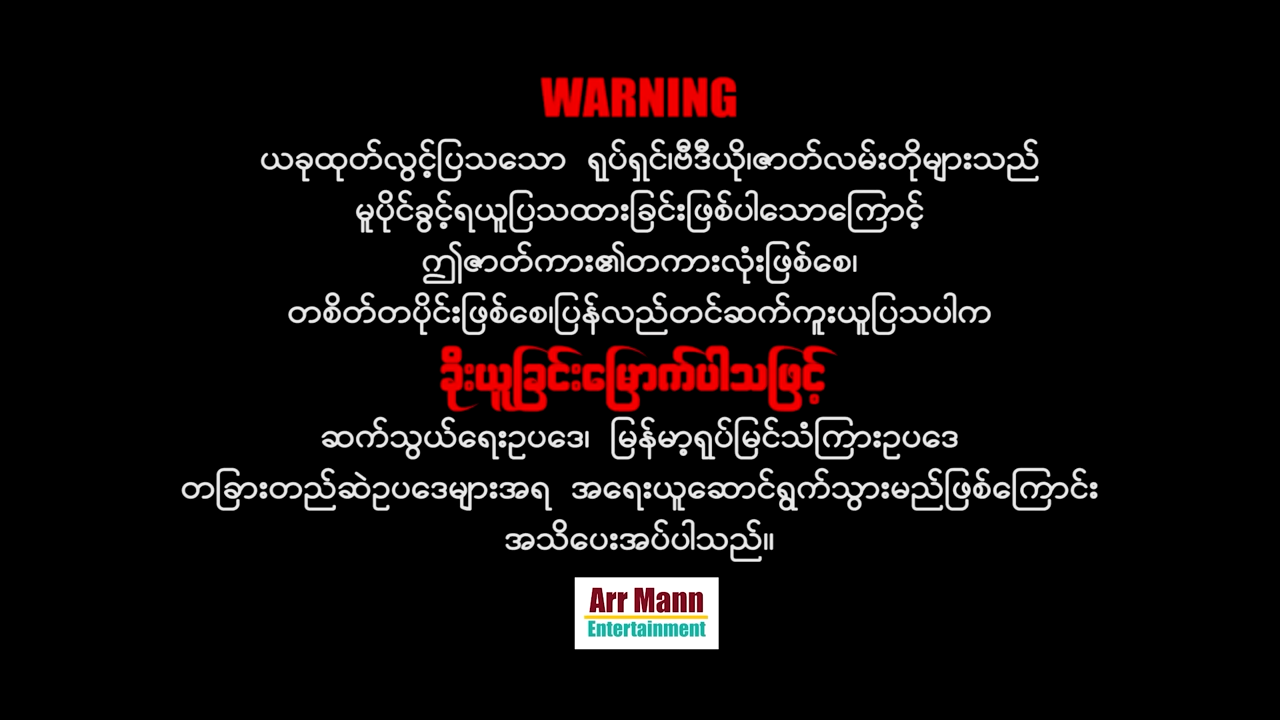 WARNING
ယခုထုတ်လွင့်ပြသသော ရုပ်ရှင်၊ဗီဒီယို၊ဇာတ်လမ်းတိုများသည်
မူပိုင်ခွင့်ရယူပြသထားခြင်းဖြစ်ပါသောကြောင့်
ဤဇာတ်ကား၏တကားလုံးဖြစ်စေ၊
တစိတ်တပိုင်းဖြစ်စေ၊ပြန်လည်တင်ဆက်ကူးယူပြသပါက
ခိုးယူခြင်းမြောက်ပါသဖြင့်
ဆက်သွယ်ရေးဥပဒေ၊ မြန်မာ့ရုပ်မြင်သံကြားဥပဒေ
တခြားတည်ဆဲဥပဒေများအရ အရေးယူဆောင်ရွက်သွားမည်ဖြစ်ကြောင်း
အသိပေးအပ်ပါသည်။
Arr Mann
Entertainment